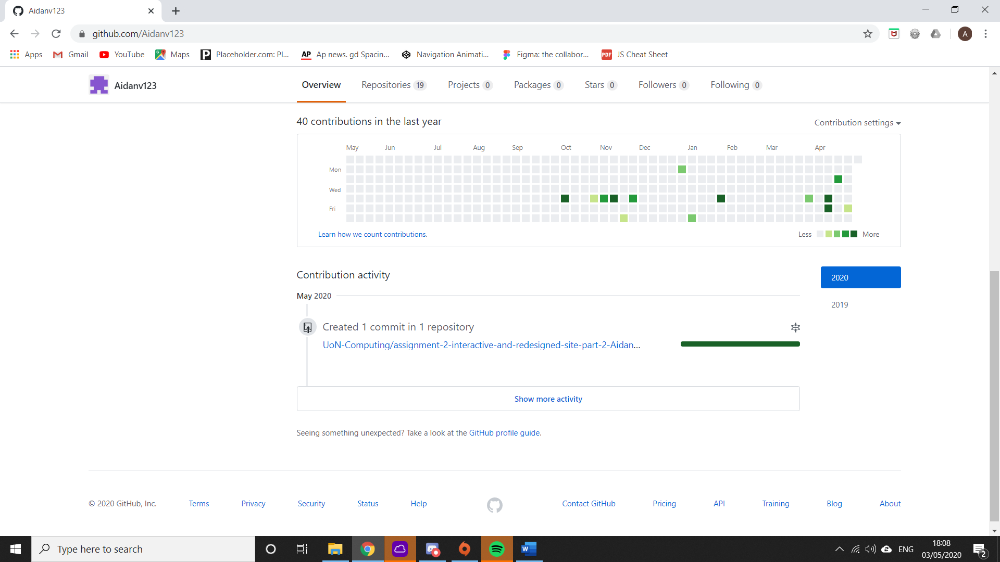 Aidanv123
github.com/Aidanv123
A
Apps Gmail YouTube Maps Placeholder.com: Pl... AP Ap news. gd Spacin... Navigation Animati... Figma: the collabor... PDF JS Cheat Sheet
Aidanv123 Overview Repositories 19 Projects 0 Packages 0 Stars 0 Followers 0 Following 0
40 contributions in the last year
Contribution settings
May Jun Jul Aug Sep Oct Nov Dec Jan Feb Mar Apr
Mon
Wed
Fri
Learn how we count contributions.
Less More
Contribution activity
2020
May 2020
2019
Created 1 commit in 1 repository
UoN-Computing/assignment-2-interactive-and-redesigned-site-part-2-Aidan...
Show more activity
Seeing something unexpected? Take a look at the GitHub profile guide.
© 2020 GitHub, Inc. Terms Privacy Security Status Help Contact GitHub Pricing API Training Blog About
Type here to search
W
ENG
18:08
03/05/2020
2